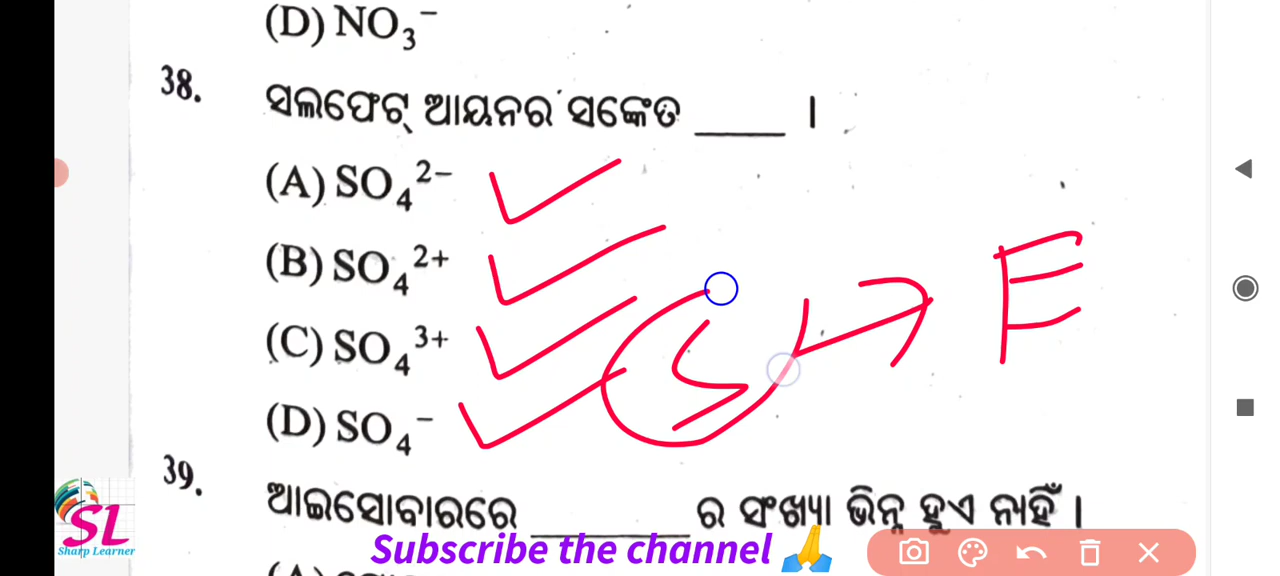 (D) NO₃⁻
38. ସଲଫେଟ୍ ଆୟନର ସଙ୍କେତ ____ ।
(A) SO₄²⁻
(B) SO₄²⁺
(C) SO₄³⁺
(D) SO₄⁻
S E
39. ଆଇସୋବାରରେ ____ ର ସଂଖ୍ୟା ଭିନ୍ନ ହୁଏ ନାହିଁ ।
SL
Sharp Learner
Subscribe the channel 🙏
(A)